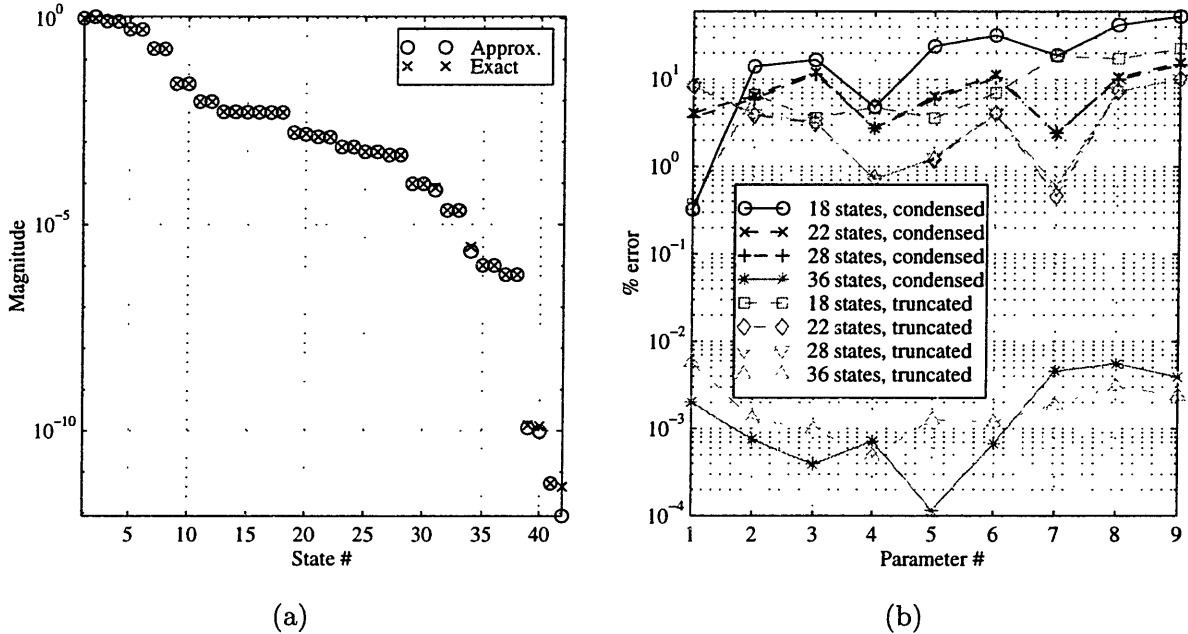 10^0
10^-5
10^-10
Magnitude
Approx.
Exact
5 10 15 20 25 30 35 40
State #
(a)
10^1
10^0
10^-1
10^-2
10^-3
10^-4
% error
18 states, condensed
22 states, condensed
28 states, condensed
36 states, condensed
18 states, truncated
22 states, truncated
28 states, truncated
36 states, truncated
1 2 3 4 5 6 7 8 9
Parameter #
(b)